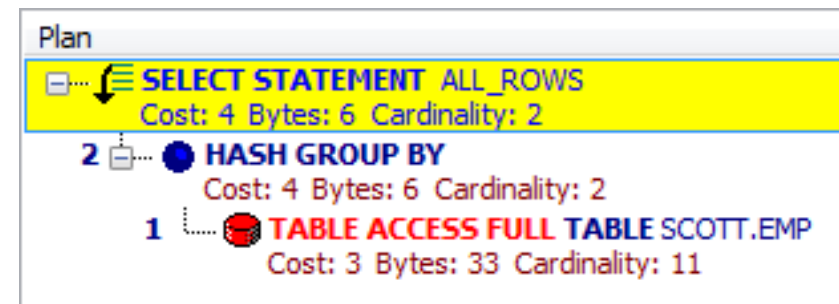 Plan
SELECT STATEMENT ALL_ROWS
Cost: 4 Bytes: 6 Cardinality: 2
2 HASH GROUP BY
Cost: 4 Bytes: 6 Cardinality: 2
1 TABLE ACCESS FULL TABLE SCOTT.EMP
Cost: 3 Bytes: 33 Cardinality: 11